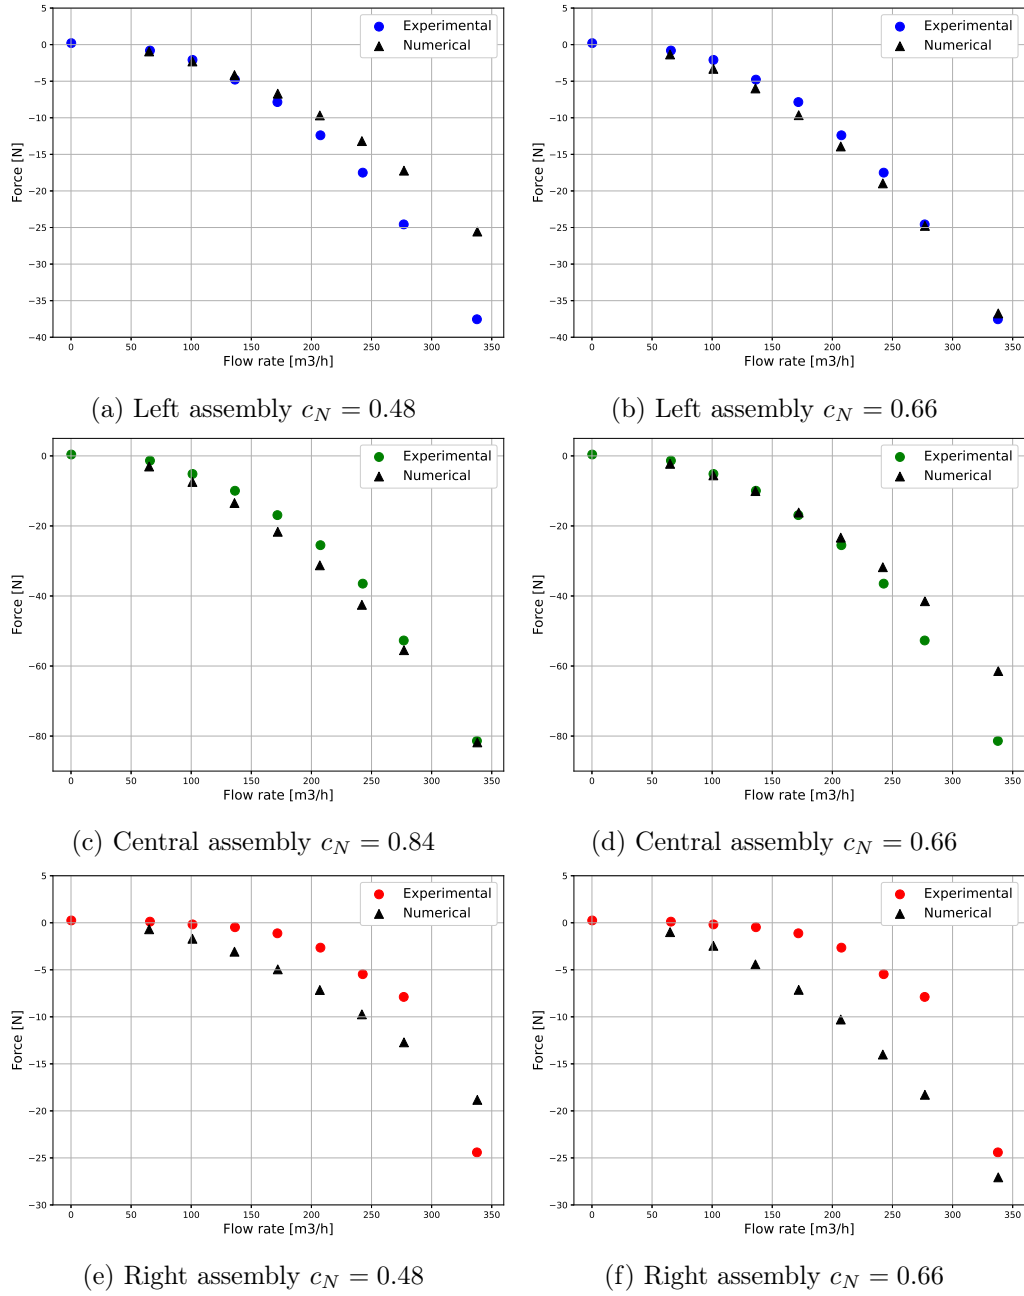 5
0
−5
−10
−15
−20
−25
−30
−35
−40
Force [N]
0 50 100 150 200 250 300 350
Flow rate [m3/h]
Experimental
Numerical
(a) Left assembly c_N = 0.48
5
0
−5
−10
−15
−20
−25
−30
−35
−40
Force [N]
0 50 100 150 200 250 300 350
Flow rate [m3/h]
Experimental
Numerical
(b) Left assembly c_N = 0.66
0
−20
−40
−60
−80
Force [N]
0 50 100 150 200 250 300 350
Flow rate [m3/h]
Experimental
Numerical
(c) Central assembly c_N = 0.84
0
−20
−40
−60
−80
Force [N]
0 50 100 150 200 250 300 350
Flow rate [m3/h]
Experimental
Numerical
(d) Central assembly c_N = 0.66
5
0
−5
−10
−15
−20
−25
−30
Force [N]
0 50 100 150 200 250 300 350
Flow rate [m3/h]
Experimental
Numerical
(e) Right assembly c_N = 0.48
5
0
−5
−10
−15
−20
−25
−30
Force [N]
0 50 100 150 200 250 300 350
Flow rate [m3/h]
Experimental
Numerical
(f) Right assembly c_N = 0.66